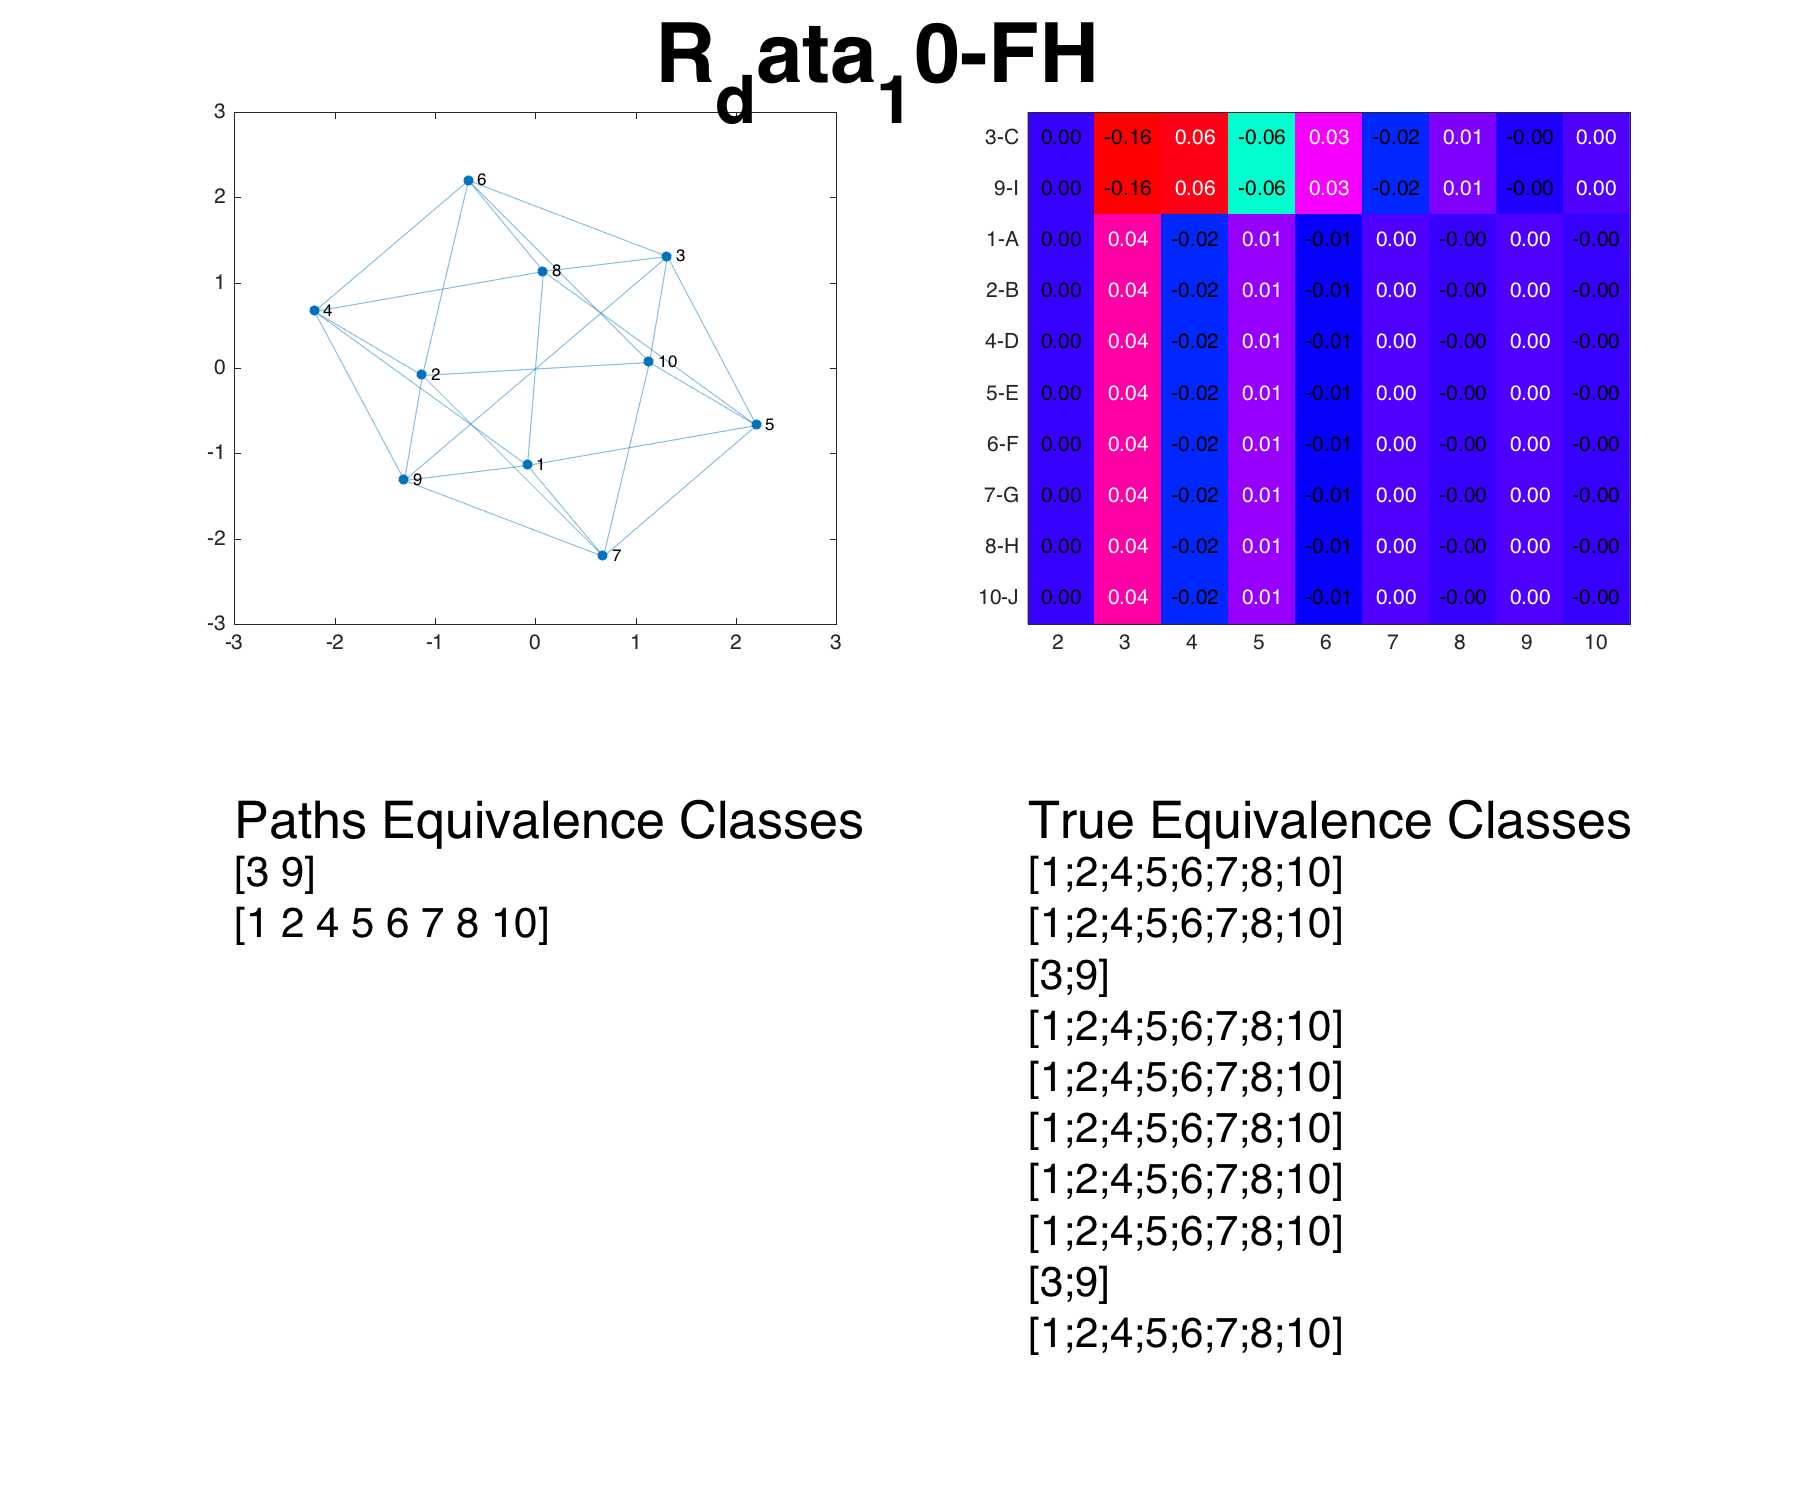 R_data_10-FH
3
2
1
0
-1
-2
-3
-3 -2 -1 0 1 2 3
6
3
8
4
10
2
5
1
9
7
3-C 0.00 -0.16 0.06 -0.06 0.03 -0.02 0.01 -0.00 0.00
9-I 0.00 -0.16 0.06 -0.06 0.03 -0.02 0.01 -0.00 0.00
1-A 0.00 0.04 -0.02 0.01 -0.01 0.00 -0.00 0.00 -0.00
2-B 0.00 0.04 -0.02 0.01 -0.01 0.00 -0.00 0.00 -0.00
4-D 0.00 0.04 -0.02 0.01 -0.01 0.00 -0.00 0.00 -0.00
5-E 0.00 0.04 -0.02 0.01 -0.01 0.00 -0.00 0.00 -0.00
6-F 0.00 0.04 -0.02 0.01 -0.01 0.00 -0.00 0.00 -0.00
7-G 0.00 0.04 -0.02 0.01 -0.01 0.00 -0.00 0.00 -0.00
8-H 0.00 0.04 -0.02 0.01 -0.01 0.00 -0.00 0.00 -0.00
10-J 0.00 0.04 -0.02 0.01 -0.01 0.00 -0.00 0.00 -0.00
2 3 4 5 6 7 8 9 10
Paths Equivalence Classes
[3 9]
[1 2 4 5 6 7 8 10]
True Equivalence Classes
[1;2;4;5;6;7;8;10]
[1;2;4;5;6;7;8;10]
[3;9]
[1;2;4;5;6;7;8;10]
[1;2;4;5;6;7;8;10]
[1;2;4;5;6;7;8;10]
[1;2;4;5;6;7;8;10]
[1;2;4;5;6;7;8;10]
[3;9]
[1;2;4;5;6;7;8;10]